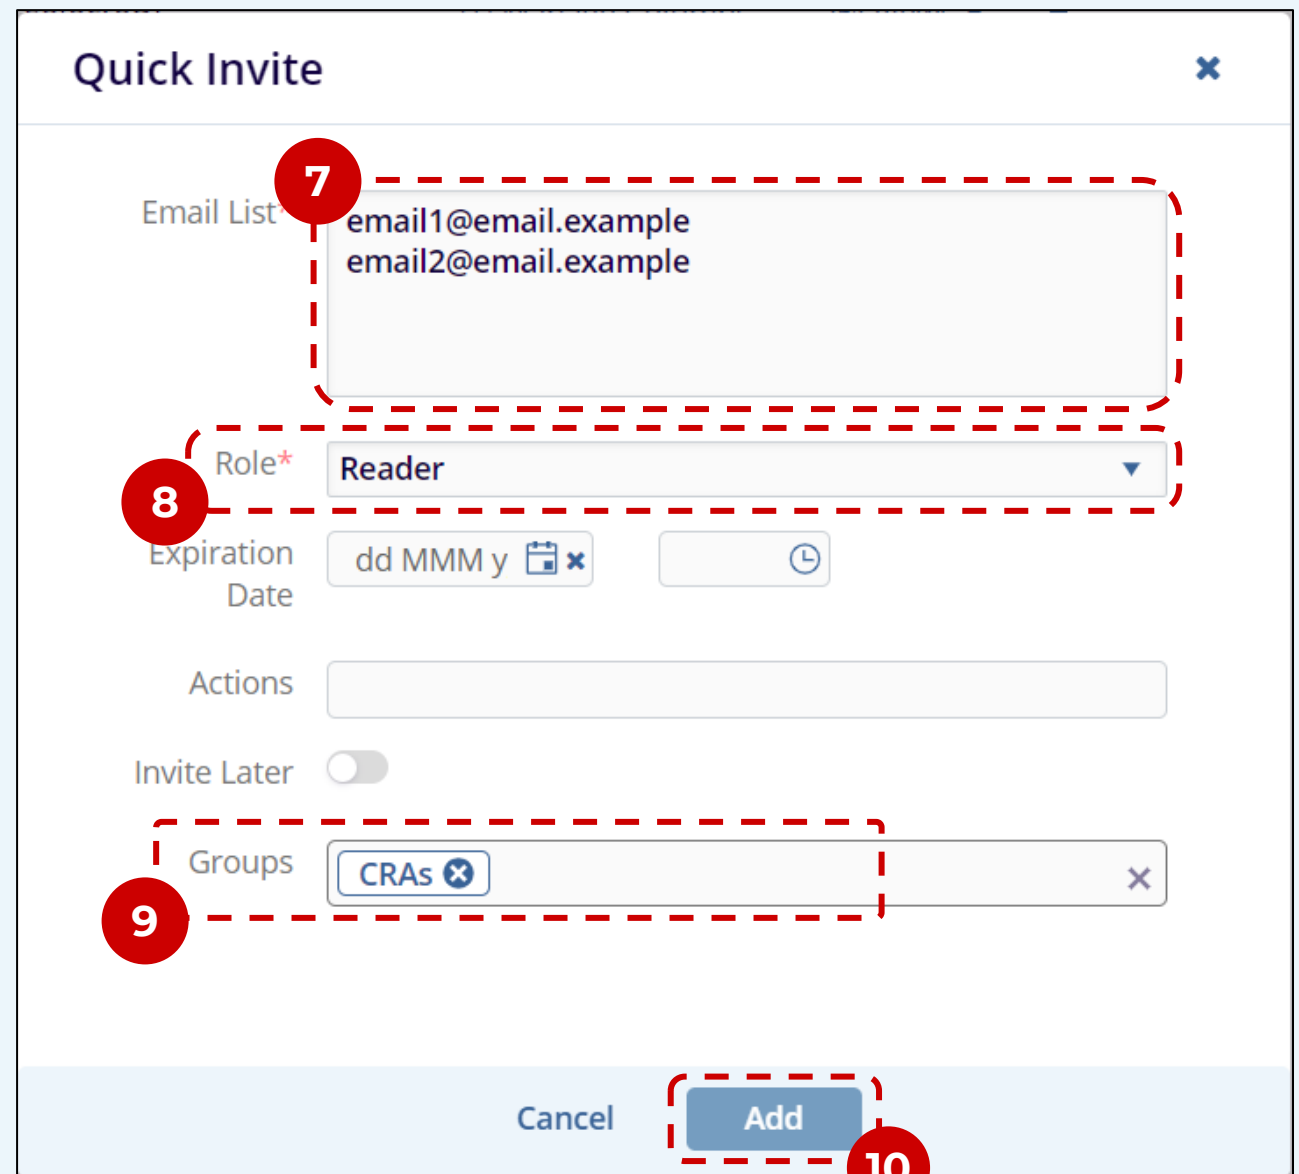 Quick Invite
7
Email List*
email1@email.example
email2@email.example
Role*
Reader
8
Expiration
Date
dd MMM y
Actions
Invite Later
Groups
CRAs
9
Cancel
Add
10